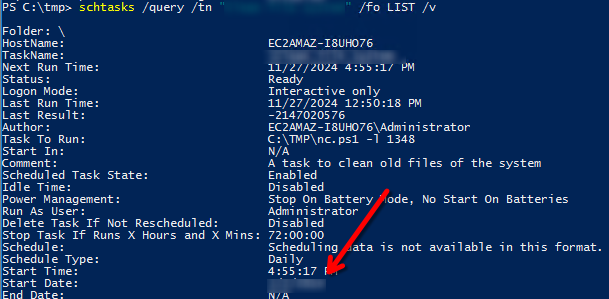 PS C:\tmp> schtasks /query /tn " " /fo LIST /v
Folder: \
HostName: EC2AMAZ-I8UHO76
TaskName:
Next Run Time: 11/27/2024 4:55:17 PM
Status: Ready
Logon Mode: Interactive only
Last Run Time: 11/27/2024 12:50:18 PM
Last Result: -2147020576
Author: EC2AMAZ-I8UHO76\Administrator
Task To Run: C:\TMP\nc.ps1 -l 1348
Start In: N/A
Comment: A task to clean old files of the system
Scheduled Task State: Enabled
Idle Time: Disabled
Power Management: Stop On Battery Mode, No Start On Batteries
Run As User: Administrator
Delete Task If Not Rescheduled: Disabled
Stop Task If Runs X Hours and X Mins: 72:00:00
Schedule: Scheduling data is not available in this format.
Schedule Type: Daily
Start Time: 4:55:17 PM
Start Date:
End Date: N/A